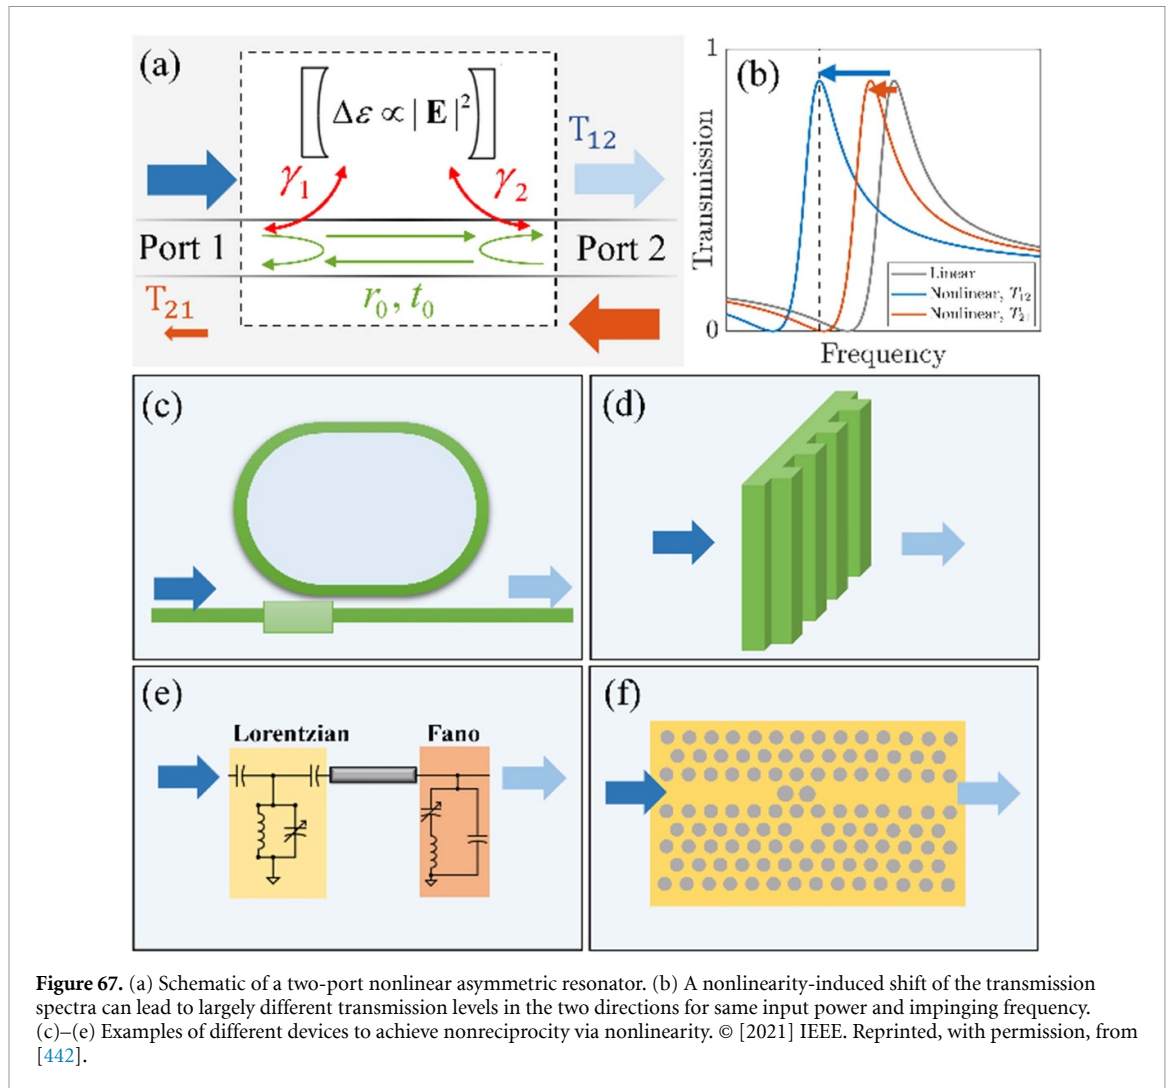 (a)
Δε ∝ | E |²
T₁₂
γ₁
γ₂
Port 1
Port 2
T₂₁
r₀, t₀
(b)
1
Transmission
0
Linear
Nonlinear, T₁₂
Nonlinear, T₂₁
Frequency
(c)
(d)
(e)
Lorentzian
Fano
(f)
Figure 67. (a) Schematic of a two-port nonlinear asymmetric resonator. (b) A nonlinearity-induced shift of the transmission
spectra can lead to largely different transmission levels in the two directions for same input power and impinging frequency.
(c)–(e) Examples of different devices to achieve nonreciprocity via nonlinearity. © [2021] IEEE. Reprinted, with permission, from
[442].